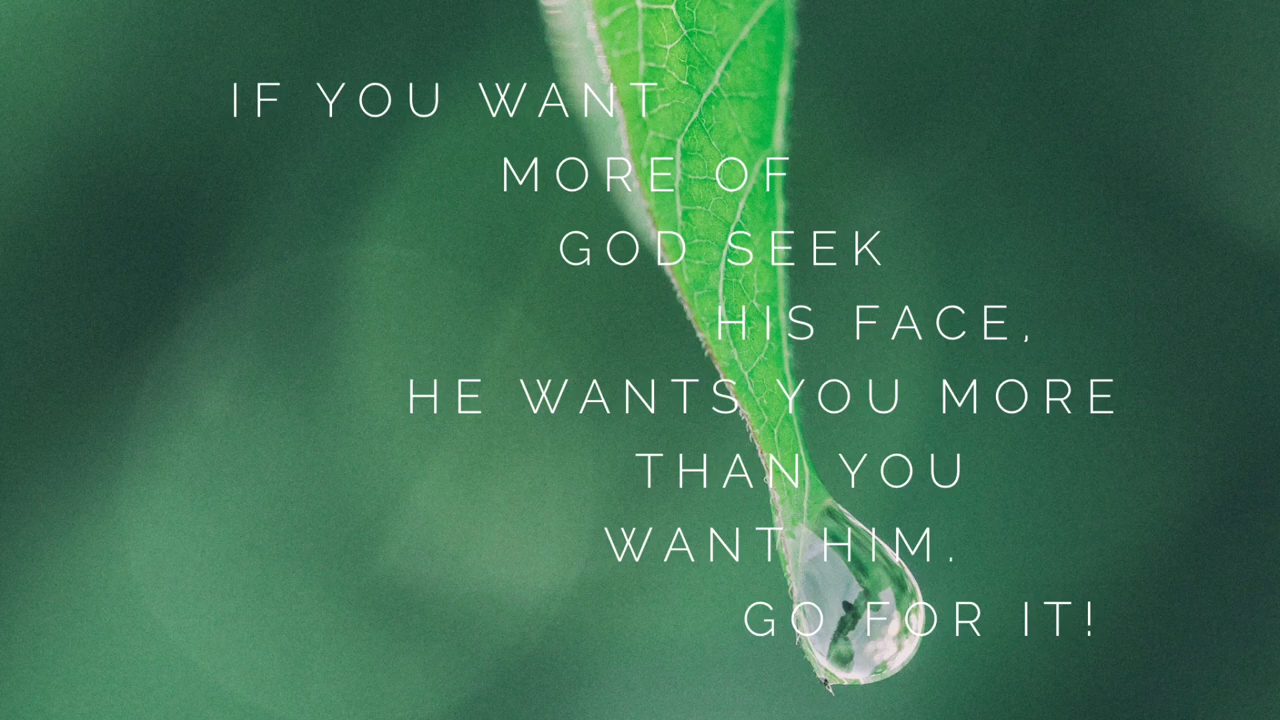 IF YOU WANT
MORE OF
GOD SEEK
HIS FACE,
HE WANTS YOU MORE
THAN YOU
WANT HIM.
GO FOR IT!